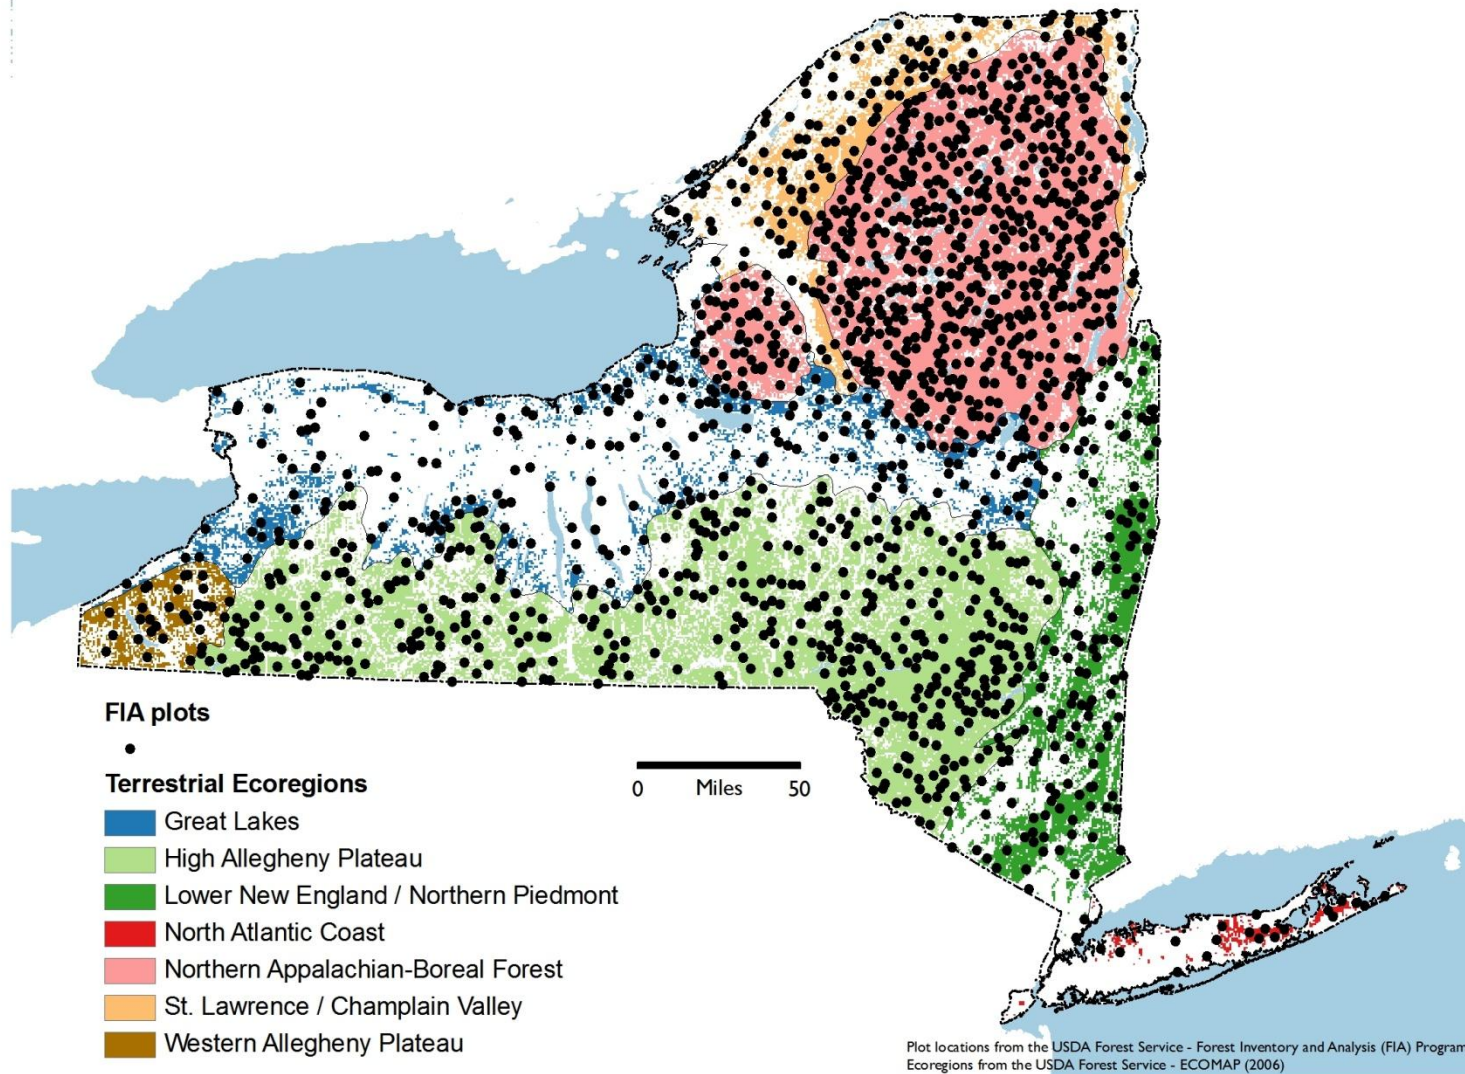 FIA plots
Terrestrial Ecoregions
Great Lakes
High Allegheny Plateau
Lower New England / Northern Piedmont
North Atlantic Coast
Northern Appalachian-Boreal Forest
St. Lawrence / Champlain Valley
Western Allegheny Plateau
0 Miles 50
Plot locations from the USDA Forest Service - Forest Inventory and Analysis (FIA) Program
Ecoregions from the USDA Forest Service - ECOMAP (2006)